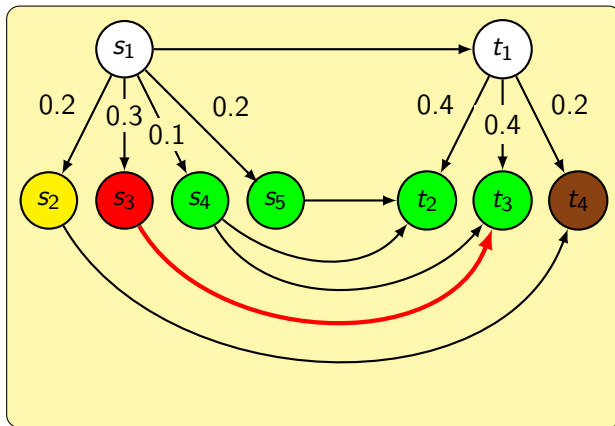 s₁ t₁
0.2 0.3 0.1 0.2 0.4 0.4 0.2
s₂ s₃ s₄ s₅ t₂ t₃ t₄